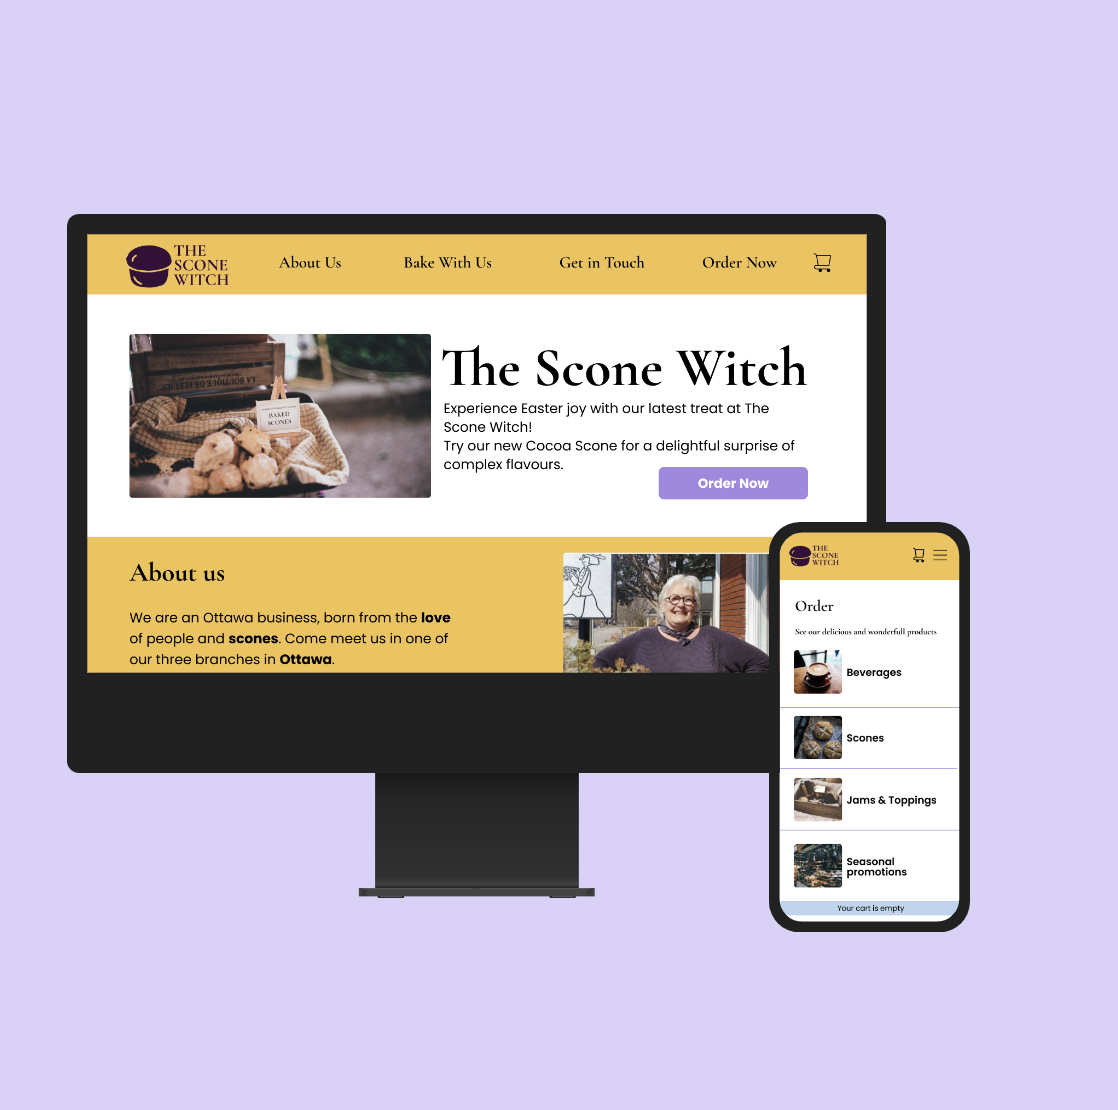 THE
SCONE
WITCH
About Us
Bake With Us
Get in Touch
Order Now
LA BOUTIQUE DE FLEURS
BAKED
SCONES
The Scone Witch
Experience Easter joy with our latest treat at The
Scone Witch!
Try our new Cocoa Scone for a delightful surprise of
complex flavours.
Order Now
About us
We are an Ottawa business, born from the love
of people and scones. Come meet us in one of
our three branches in Ottawa.
THE
SCONE
WITCH
Order
See our delicious and wonderfull products
Beverages
Scones
Jams & Toppings
Seasonal
promotions
Your cart is empty